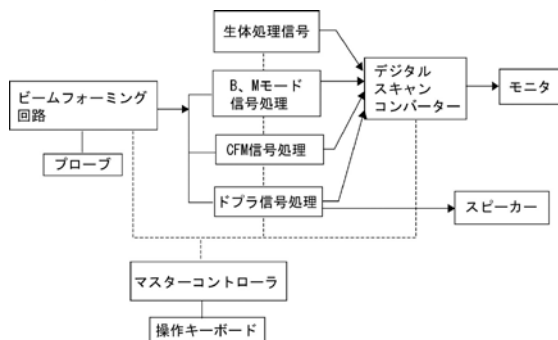 生体処理信号
B、Mモード
信号処理
デジタル
スキャン
コンバーター
モニタ
ビームフォーミング
回路
プローブ
CFM信号処理
ドプラ信号処理
スピーカー
マスターコントローラ
操作キーボード